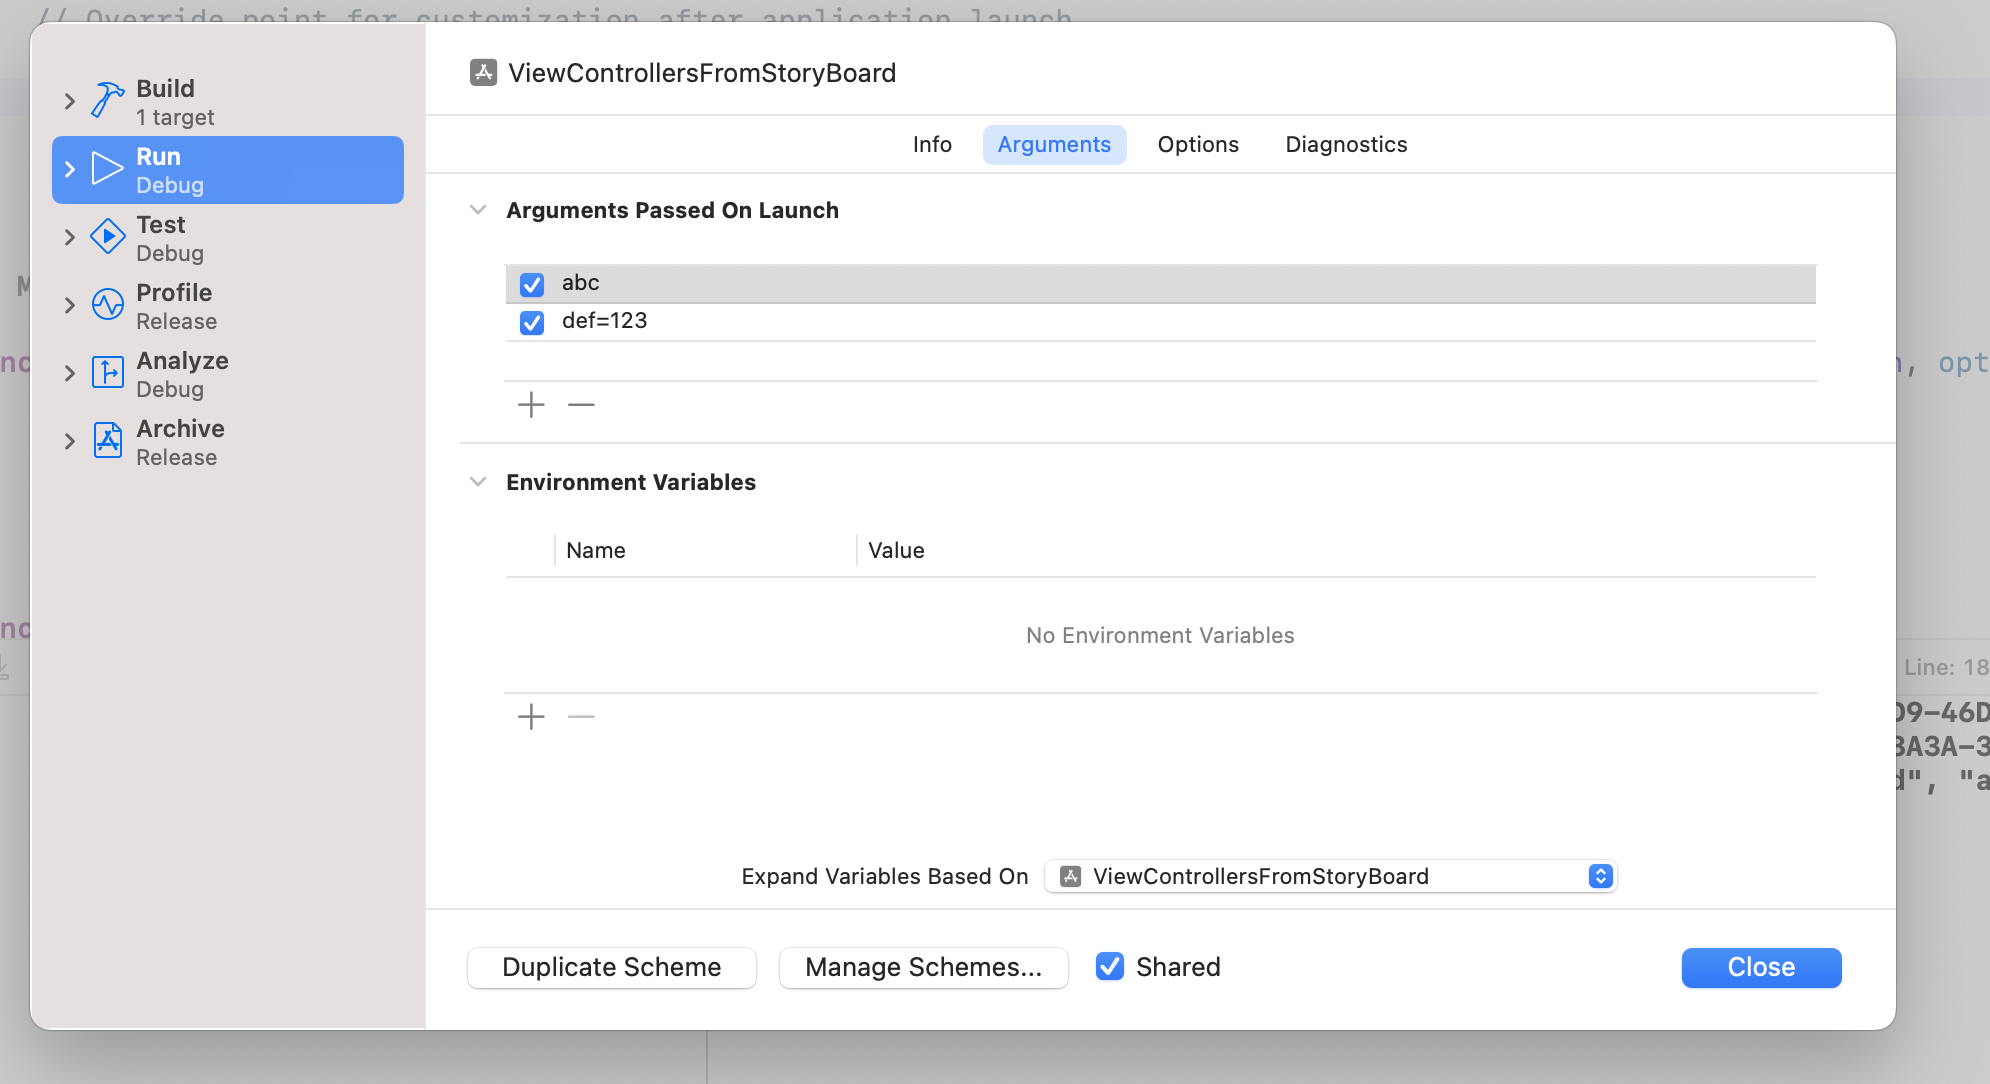 // Override point for customization after application launch
Build
1 target
Run
Debug
Test
Debug
Profile
Release
Analyze
Debug
Archive
Release
ViewControllersFromStoryBoard
Info
Arguments
Options
Diagnostics
Arguments Passed On Launch
abc
def=123
Environment Variables
Name
Value
No Environment Variables
Expand Variables Based On
ViewControllersFromStoryBoard
Duplicate Scheme
Manage Schemes...
Shared
Close
M
nc
, opt
nc
Line: 18
D9-46D
3A3A-3
d", "a